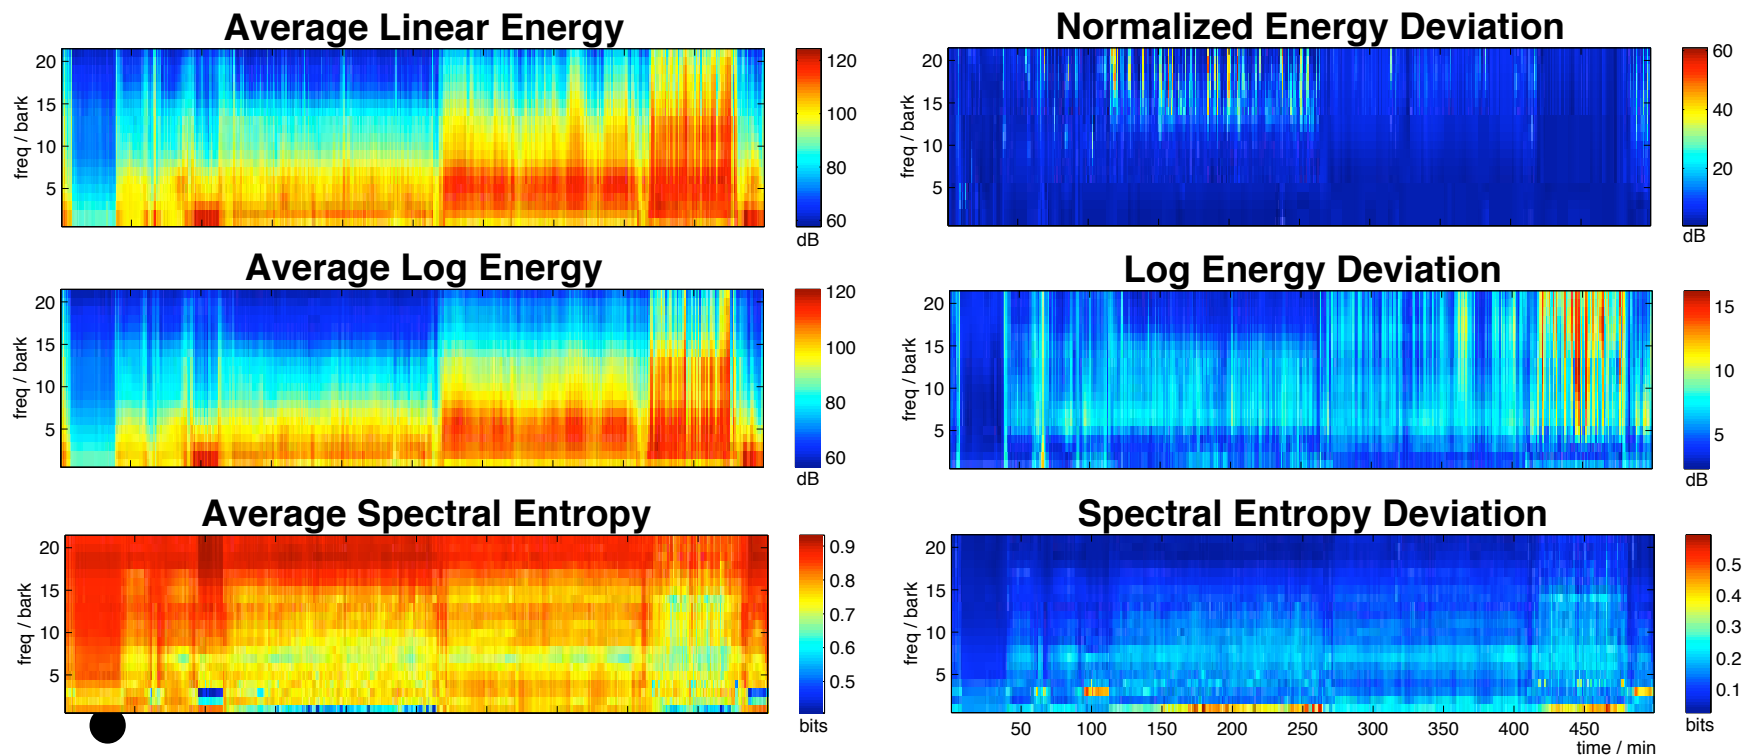 Average Linear Energy
freq / bark
20
15
10
5
120
100
80
60
dB
Normalized Energy Deviation
freq / bark
20
15
10
5
60
40
20
dB
Average Log Energy
freq / bark
20
15
10
5
120
100
80
60
dB
Log Energy Deviation
freq / bark
20
15
10
5
15
10
5
dB
Average Spectral Entropy
freq / bark
20
15
10
5
0.9
0.8
0.7
0.6
0.5
bits
Spectral Entropy Deviation
freq / bark
20
15
10
5
0.5
0.4
0.3
0.2
0.1
bits
50 100 150 200 250 300 350 400 450
time / min